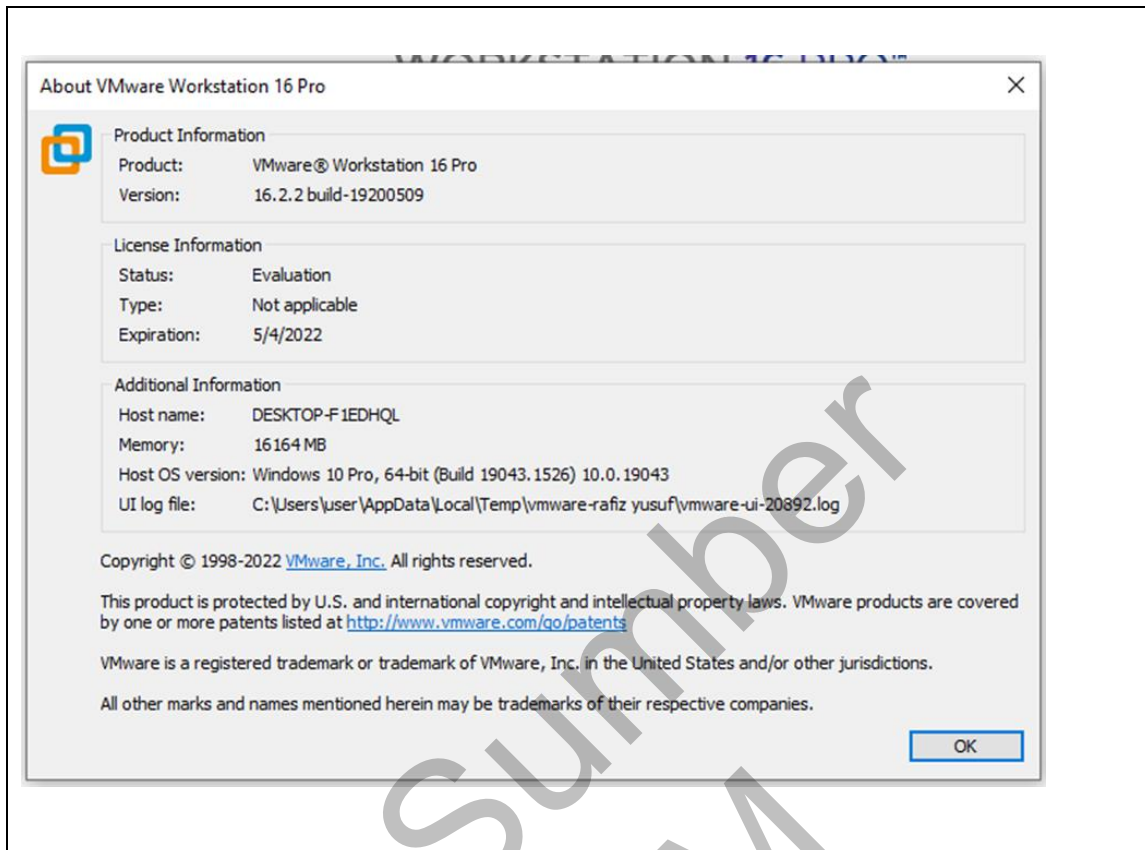 WORKSTATION 16 PRO™
About VMware Workstation 16 Pro
Product Information
Product: VMware® Workstation 16 Pro
Version: 16.2.2 build-19200509
License Information
Status: Evaluation
Type: Not applicable
Expiration: 5/4/2022
Additional Information
Host name: DESKTOP-F1EDHQL
Memory: 16164 MB
Host OS version: Windows 10 Pro, 64-bit (Build 19043.1526) 10.0.19043
UI log file: C:\Users\user\AppData\Local\Temp\vmware-rafiz yusuf\vmware-ui-20892.log
Copyright © 1998-2022 VMware, Inc. All rights reserved.
This product is protected by U.S. and international copyright and intellectual property laws. VMware products are covered
by one or more patents listed at http://www.vmware.com/go/patents
VMware is a registered trademark or trademark of VMware, Inc. in the United States and/or other jurisdictions.
All other marks and names mentioned herein may be trademarks of their respective companies.
OK
Sumber